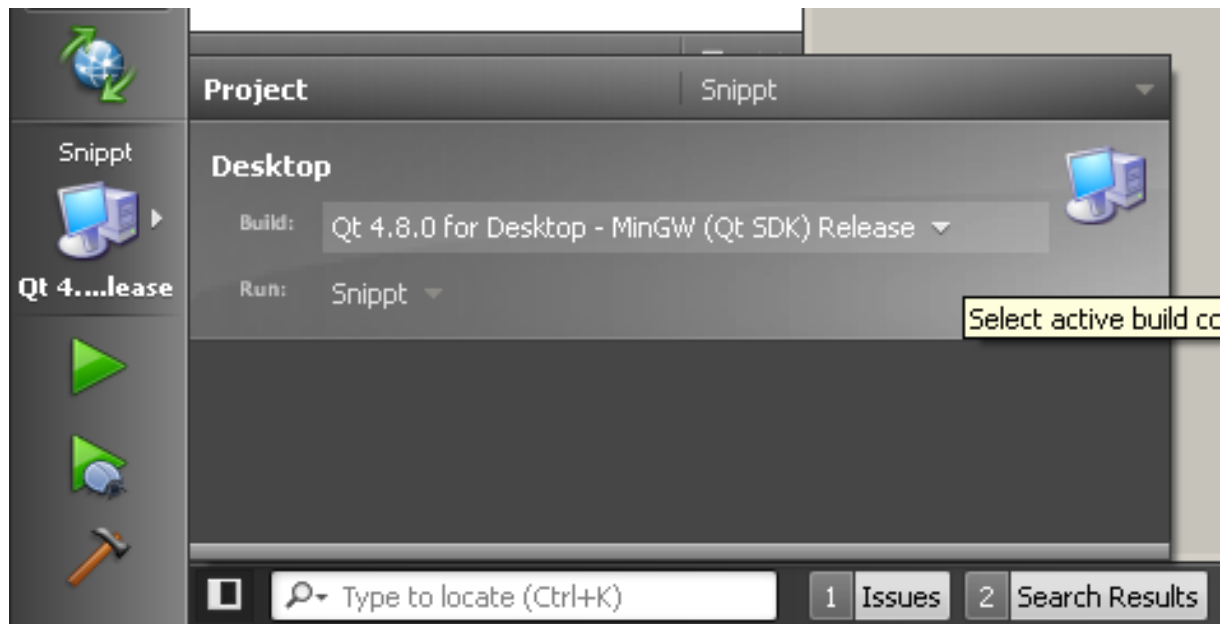 Project Snippt
Snippt
Desktop
Build: Qt 4.8.0 for Desktop - MinGW (Qt SDK) Release
Qt 4....lease
Run: Snippt
Select active build co
Type to locate (Ctrl+K)
1 Issues 2 Search Results